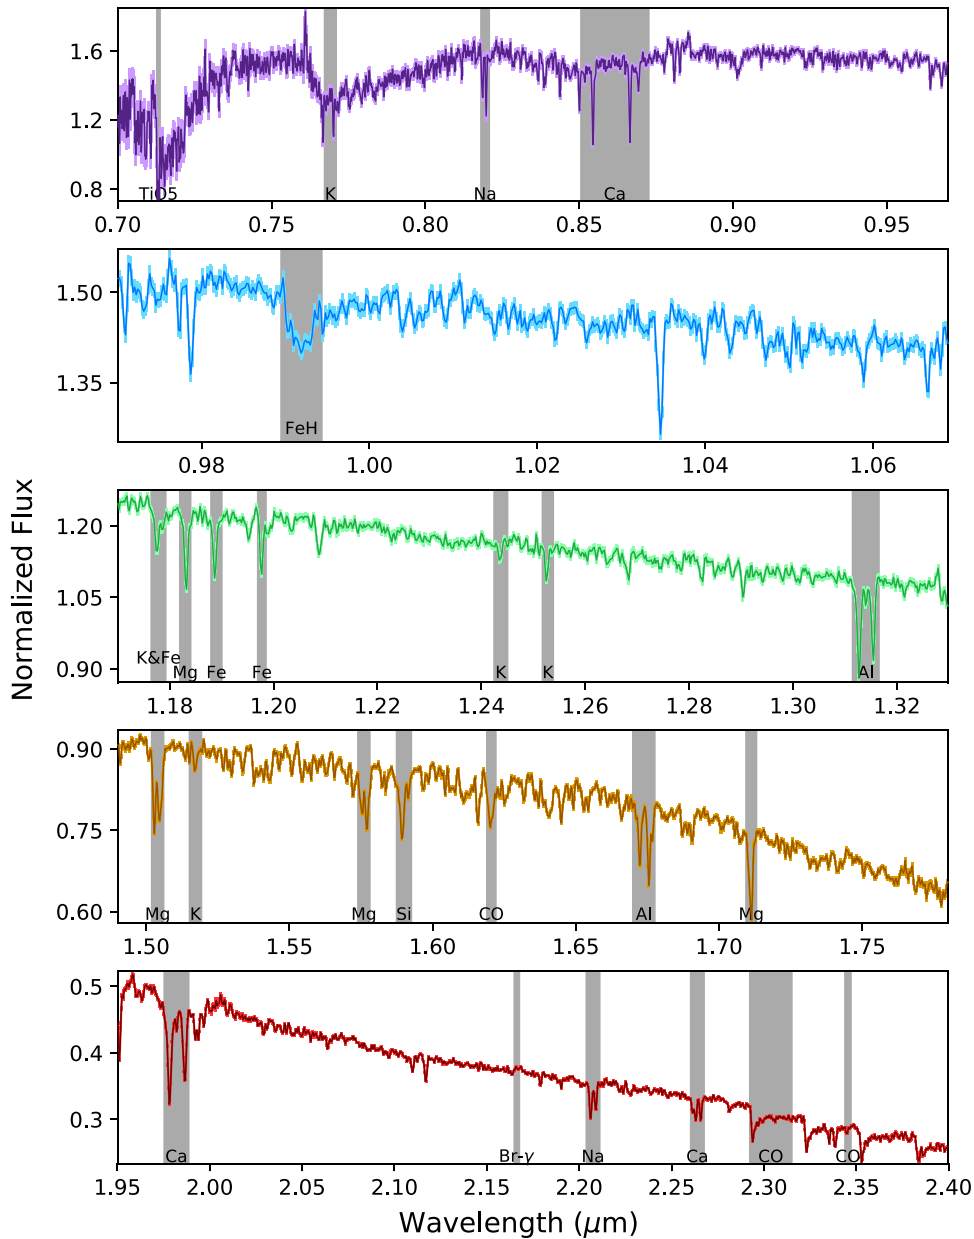 1.6
1.2
0.8
TiO5 K Na Ca
0.70 0.75 0.80 0.85 0.90 0.95
1.50
1.35
FeH
0.98 1.00 1.02 1.04 1.06
Normalized Flux
1.20
1.05
0.90
K&Fe Mg Fe Fe K K Al
1.18 1.20 1.22 1.24 1.26 1.28 1.30 1.32
0.90
0.75
0.60
Mg K Mg Si CO Al Mg
1.50 1.55 1.60 1.65 1.70 1.75
0.5
0.4
0.3
Ca Br-γ Na Ca CO CO
1.95 2.00 2.05 2.10 2.15 2.20 2.25 2.30 2.35 2.40
Wavelength (μm)